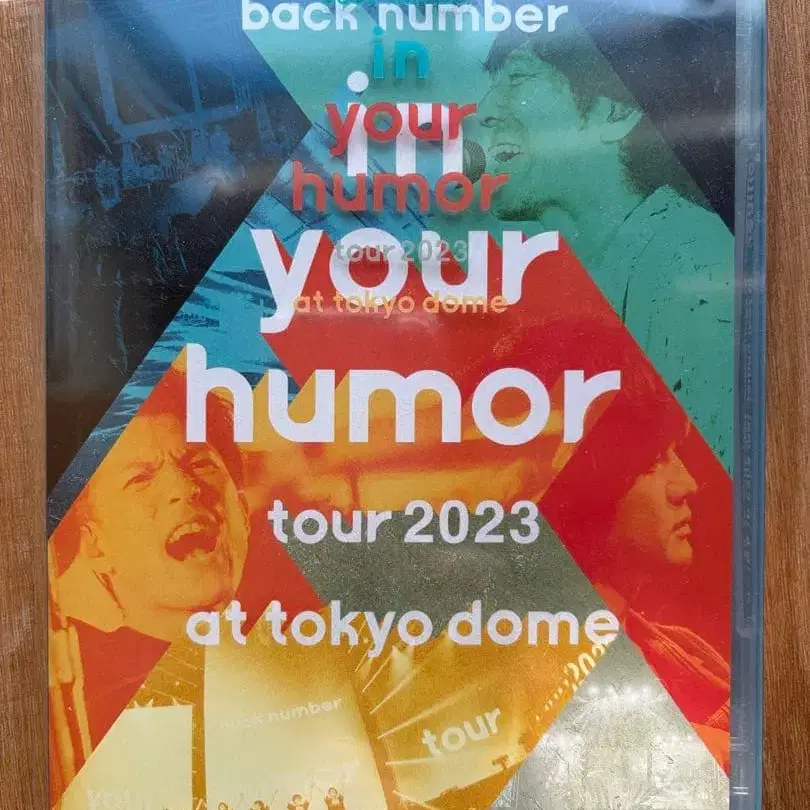 back number
in
in
your
humor
your
tour 2023
at tokyo dome
humor
tour 2023
at tokyo dome
back number
tour